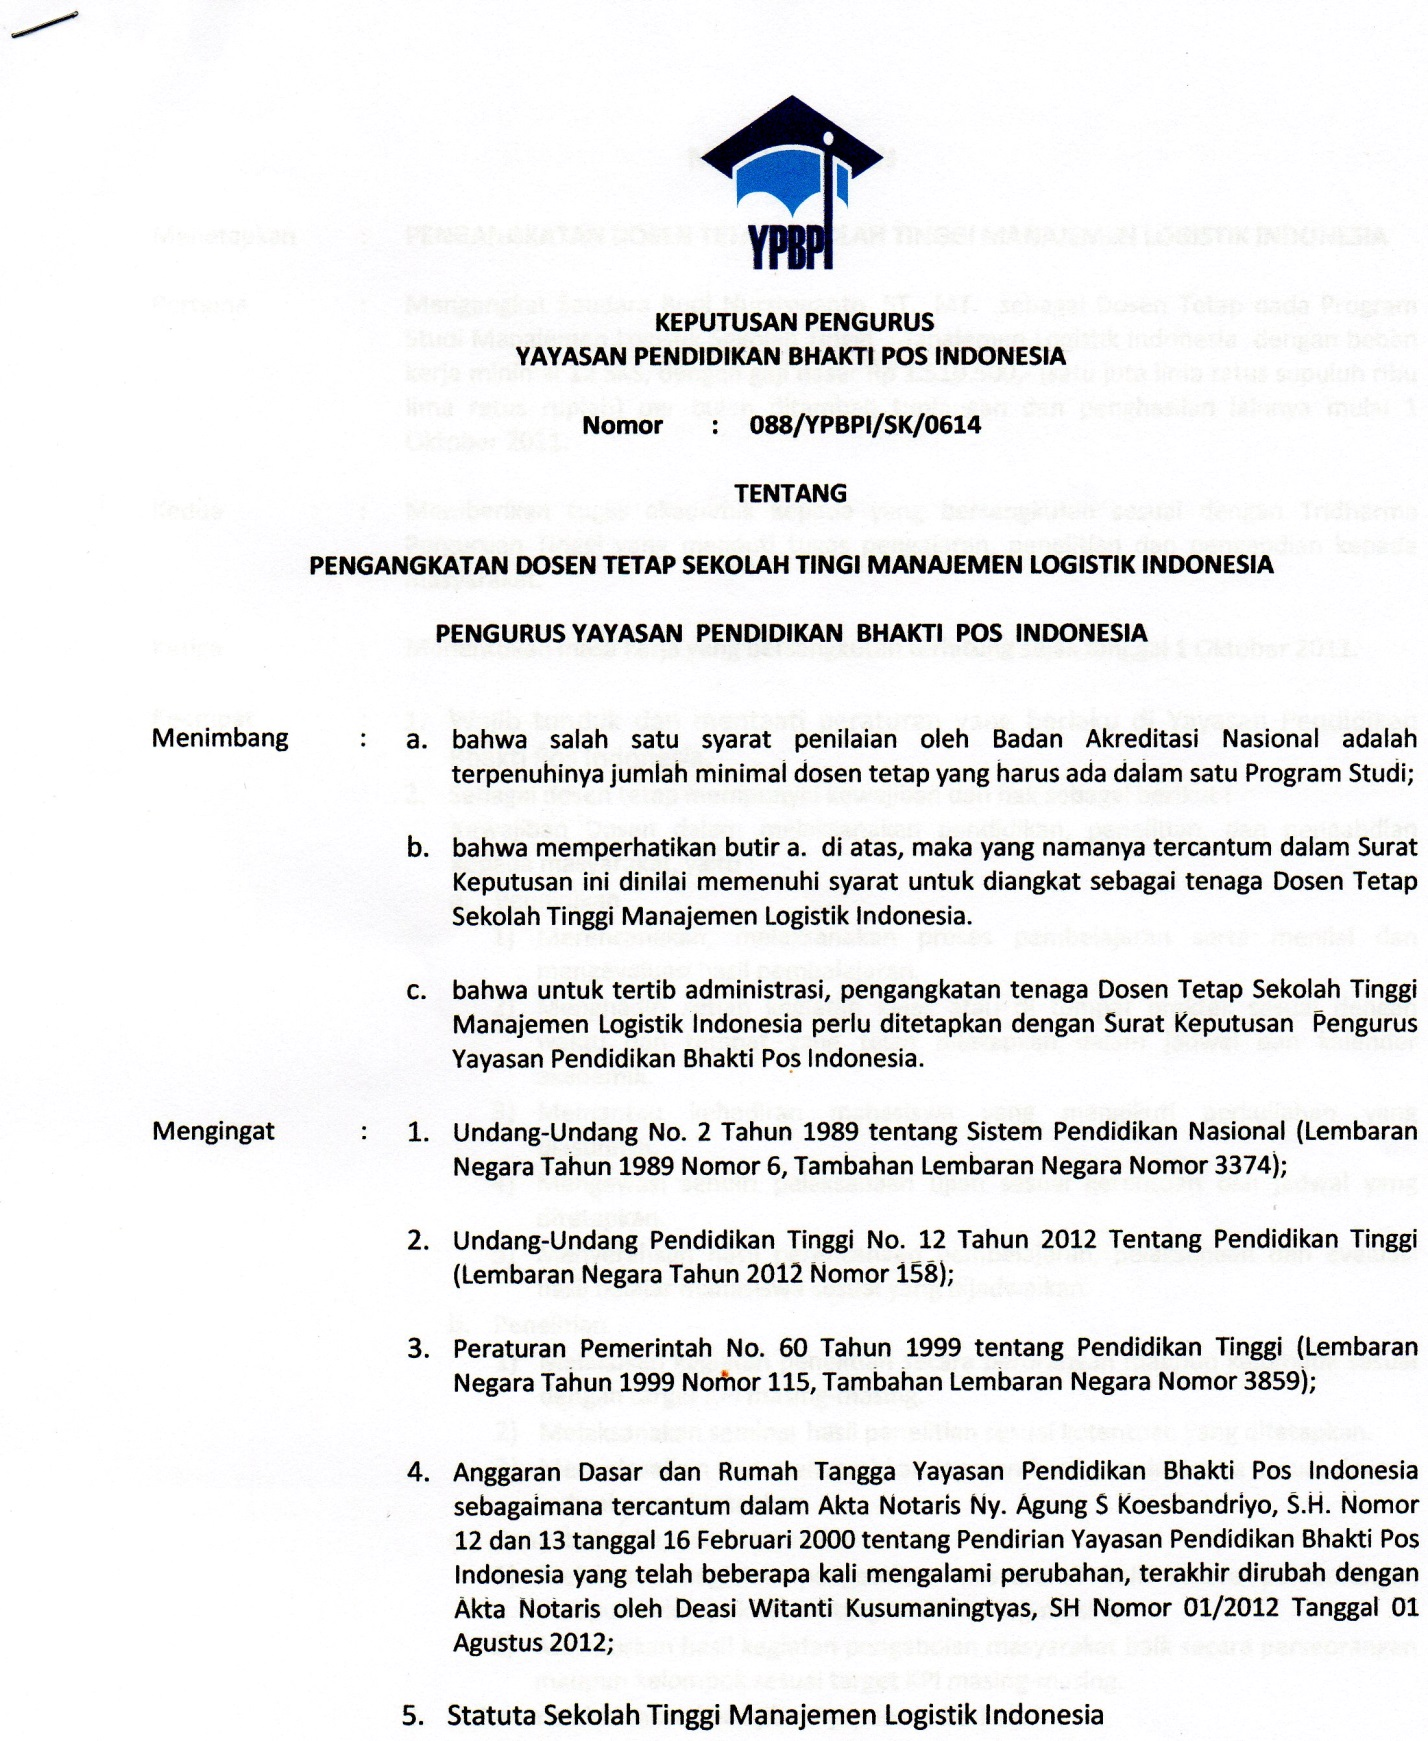 YPBPI
KEPUTUSAN PENGURUS
YAYASAN PENDIDIKAN BHAKTI POS INDONESIA
Nomor : 088/YPBPI/SK/0614
TENTANG
PENGANGKATAN DOSEN TETAP SEKOLAH TINGI MANAJEMEN LOGISTIK INDONESIA
PENGURUS YAYASAN PENDIDIKAN BHAKTI POS INDONESIA
Menimbang : a. bahwa salah satu syarat penilaian oleh Badan Akreditasi Nasional adalah
terpenuhinya jumlah minimal dosen tetap yang harus ada dalam satu Program Studi;
b. bahwa memperhatikan butir a. di atas, maka yang namanya tercantum dalam Surat
Keputusan ini dinilai memenuhi syarat untuk diangkat sebagai tenaga Dosen Tetap
Sekolah Tinggi Manajemen Logistik Indonesia.
c. bahwa untuk tertib administrasi, pengangkatan tenaga Dosen Tetap Sekolah Tinggi
Manajemen Logistik Indonesia perlu ditetapkan dengan Surat Keputusan Pengurus
Yayasan Pendidikan Bhakti Pos Indonesia.
Mengingat : 1. Undang-Undang No. 2 Tahun 1989 tentang Sistem Pendidikan Nasional (Lembaran
Negara Tahun 1989 Nomor 6, Tambahan Lembaran Negara Nomor 3374);
2. Undang-Undang Pendidikan Tinggi No. 12 Tahun 2012 Tentang Pendidikan Tinggi
(Lembaran Negara Tahun 2012 Nomor 158);
3. Peraturan Pemerintah No. 60 Tahun 1999 tentang Pendidikan Tinggi (Lembaran
Negara Tahun 1999 Nomor 115, Tambahan Lembaran Negara Nomor 3859);
4. Anggaran Dasar dan Rumah Tangga Yayasan Pendidikan Bhakti Pos Indonesia
sebagaimana tercantum dalam Akta Notaris Ny. Agung S Koesbandriyo, S.H. Nomor
12 dan 13 tanggal 16 Februari 2000 tentang Pendirian Yayasan Pendidikan Bhakti Pos
Indonesia yang telah beberapa kali mengalami perubahan, terakhir dirubah dengan
Akta Notaris oleh Deasi Witanti Kusumaningtyas, SH Nomor 01/2012 Tanggal 01
Agustus 2012;
5. Statuta Sekolah Tinggi Manajemen Logistik Indonesia